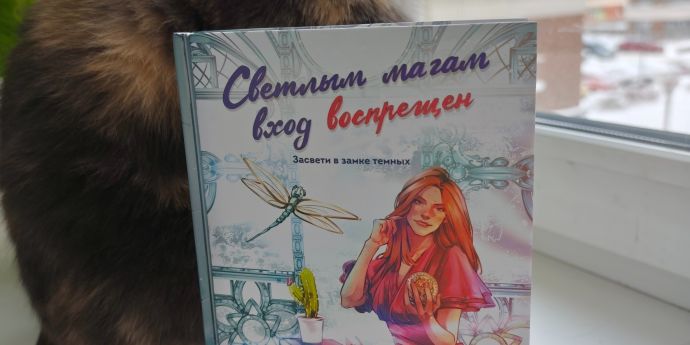 Светлым магам
вход воспрещен
Засвети в замке темных